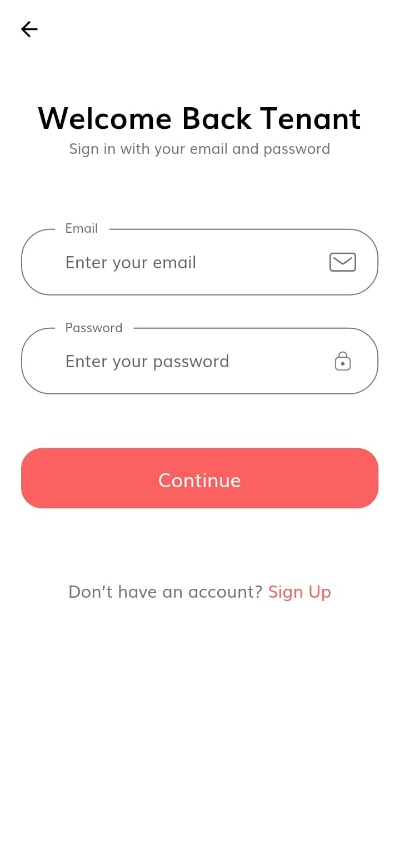 Welcome Back Tenant
Sign in with your email and password
Email
Enter your email
Password
Enter your password
Continue
Don't have an account? Sign Up